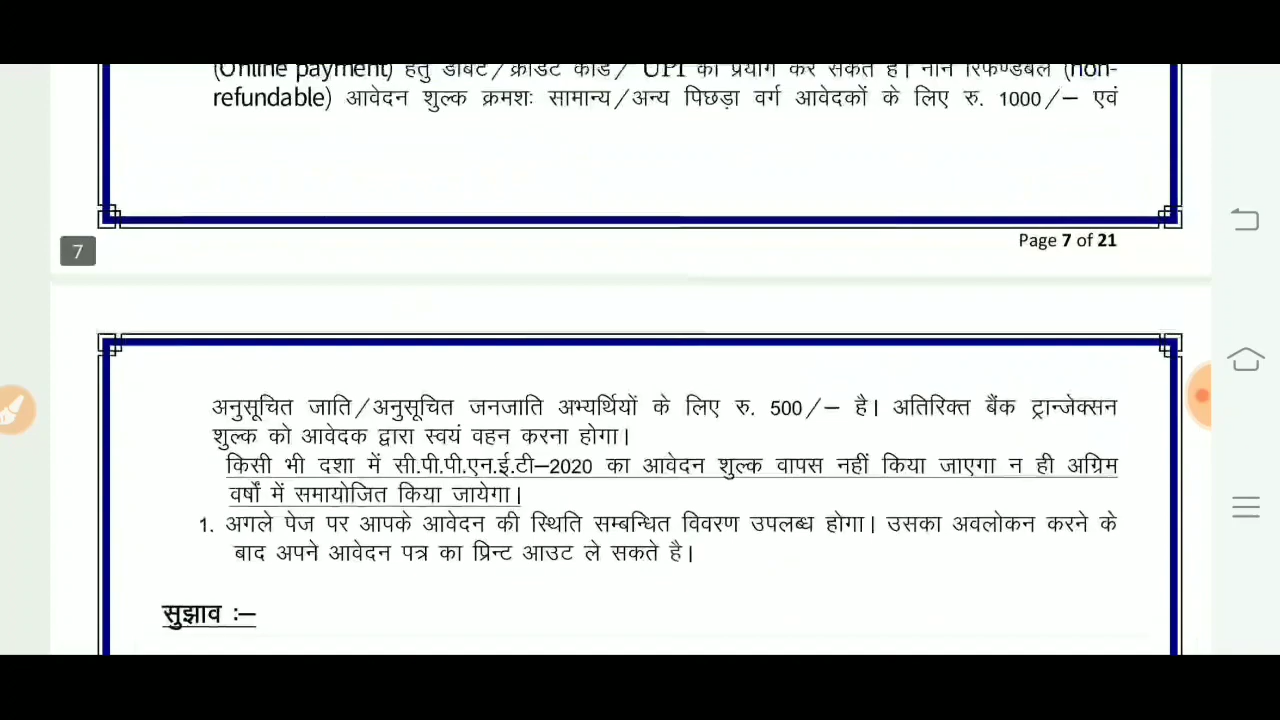 (Online payment) हेतु डेबिट/क्रेडिट कार्ड/ UPI का प्रयोग कर सकते है। नॉन रिफण्डेबल (non-
refundable) आवेदन शुल्क क्रमशः सामान्य/अन्य पिछड़ा वर्ग आवेदकों के लिए रु. 1000/– एवं
Page 7 of 21
7
अनुसूचित जाति/अनुसूचित जनजाति अभ्यर्थियों के लिए रु. 500/– है। अतिरिक्त बैंक ट्रान्जेक्सन
शुल्क को आवेदक द्वारा स्वयं वहन करना होगा।
किसी भी दशा में सी.पी.पी.एन.ई.टी–2020 का आवेदन शुल्क वापस नहीं किया जाएगा न ही अग्रिम
वर्षों में समायोजित किया जायेगा।
1. अगले पेज पर आपके आवेदन की स्थिति सम्बन्धित विवरण उपलब्ध होगा। उसका अवलोकन करने के
बाद अपने आवेदन पत्र का प्रिन्ट आउट ले सकते है।
सुझाव :–